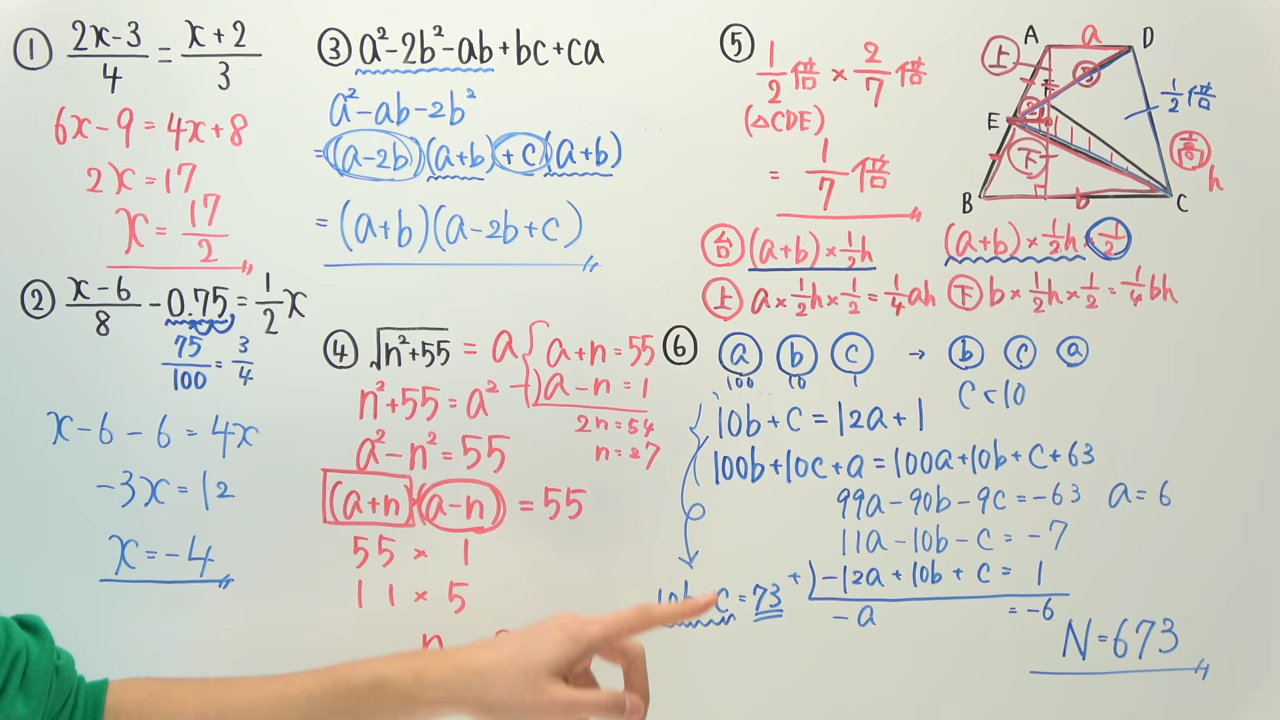 ① (2x-3)/4 = (x+2)/3
6x-9=4x+8
2x=17
x=17/2
② (x-6)/8 -0.75=1/2x
75/100=3/4
x-6-6=4x
-3x=12
x=-4
③ a²-2b²-ab+bc+ca
a²-ab-2b²
=(a-2b)(a+b)+c(a+b)
=(a+b)(a-2b+c)
④ √(n²+55) = a
n²+55=a²
a²-n²=55
(a+n)(a-n)=55
55×1
11×5
n
a+n=55
-)a-n=1
2n=54
n=27
⑤ 1/2倍×2/7倍
(△CDE)
=1/7倍
A a D
上 ⑤
E ②
下
B b C
1/2倍
高 h
台 (a+b)×1/2h
(a+b)×1/2h×1/2
上 a×1/2h×1/2=1/4ah
下 b×1/2h×1/2=1/4bh
⑥ a b c → b c a
100 10 1
c<10
10b+c=12a+1
100b+10c+a=100a+10b+c+63
99a-90b-9c=-63 a=6
11a-10b-c=-7
+)-12a+10b+c=1
-a =-6
c=73
N=673